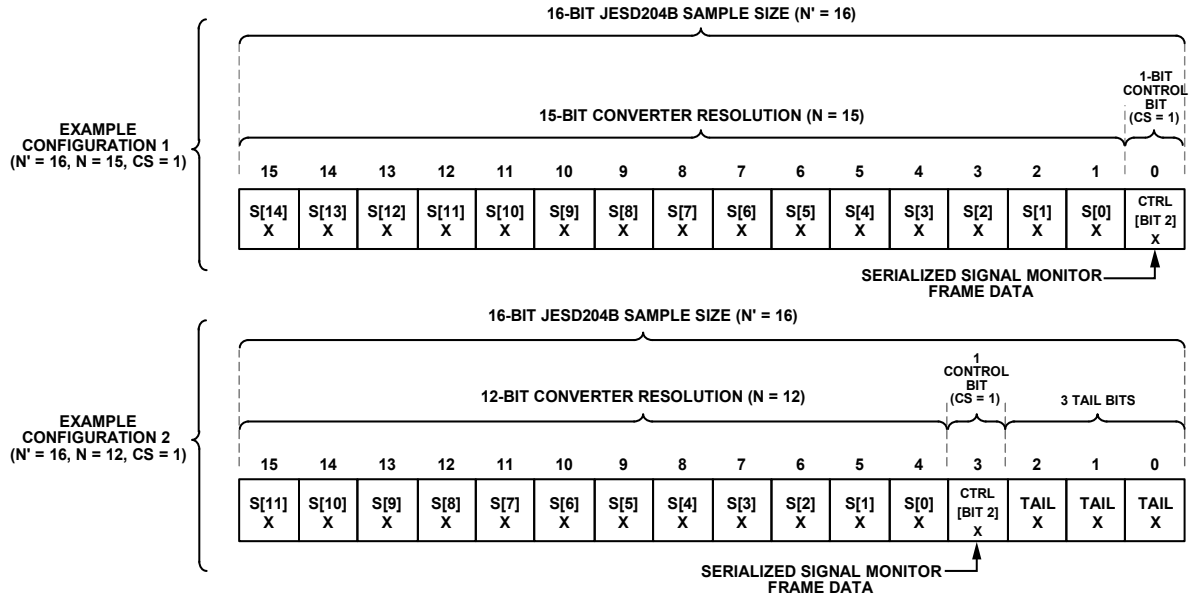 16-BIT JESD204B SAMPLE SIZE (N' = 16)
1-BIT
CONTROL
BIT
(CS = 1)
15-BIT CONVERTER RESOLUTION (N = 15)
EXAMPLE
CONFIGURATION 1
(N' = 16, N = 15, CS = 1)
15 14 13 12 11 10 9 8 7 6 5 4 3 2 1 0
S[14] S[13] S[12] S[11] S[10] S[9] S[8] S[7] S[6] S[5] S[4] S[3] S[2] S[1] S[0] CTRL
[BIT 2]
X X X X X X X X X X X X X X X X
SERIALIZED SIGNAL MONITOR
FRAME DATA
16-BIT JESD204B SAMPLE SIZE (N' = 16)
1
CONTROL
BIT
(CS = 1)
12-BIT CONVERTER RESOLUTION (N = 12)
3 TAIL BITS
EXAMPLE
CONFIGURATION 2
(N' = 16, N = 12, CS = 1)
15 14 13 12 11 10 9 8 7 6 5 4 3 2 1 0
S[11] S[10] S[9] S[8] S[7] S[6] S[5] S[4] S[3] S[2] S[1] S[0] CTRL TAIL TAIL TAIL
[BIT 2]
X X X X X X X X X X X X X X X X
SERIALIZED SIGNAL MONITOR
FRAME DATA